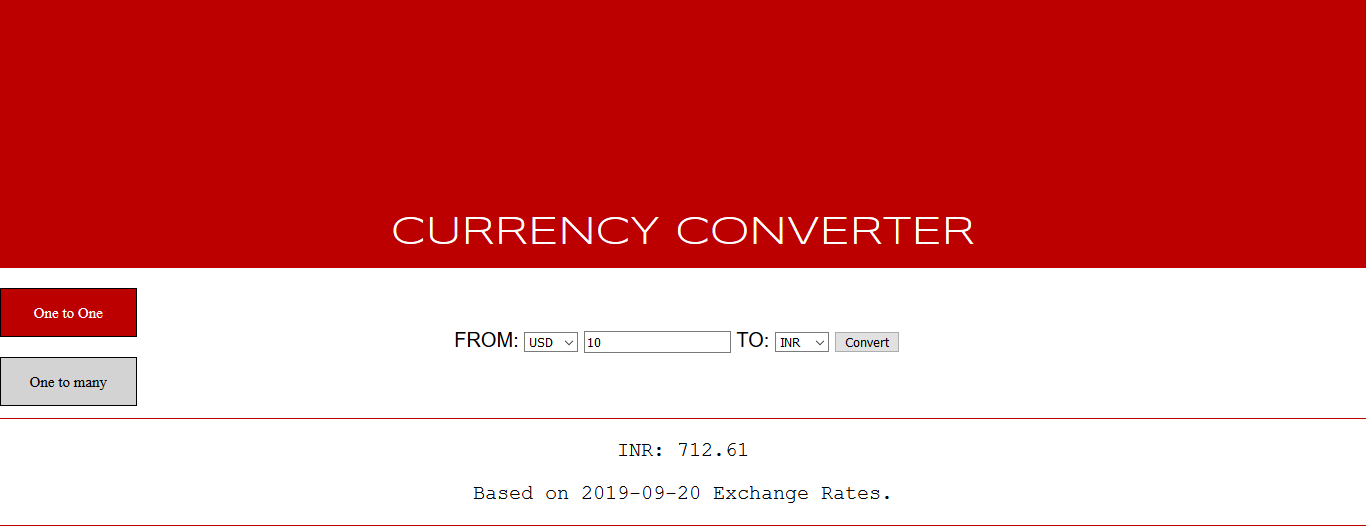 CURRENCY CONVERTER
One to One
FROM: USD 10 TO: INR Convert
One to many
INR: 712.61
Based on 2019-09-20 Exchange Rates.